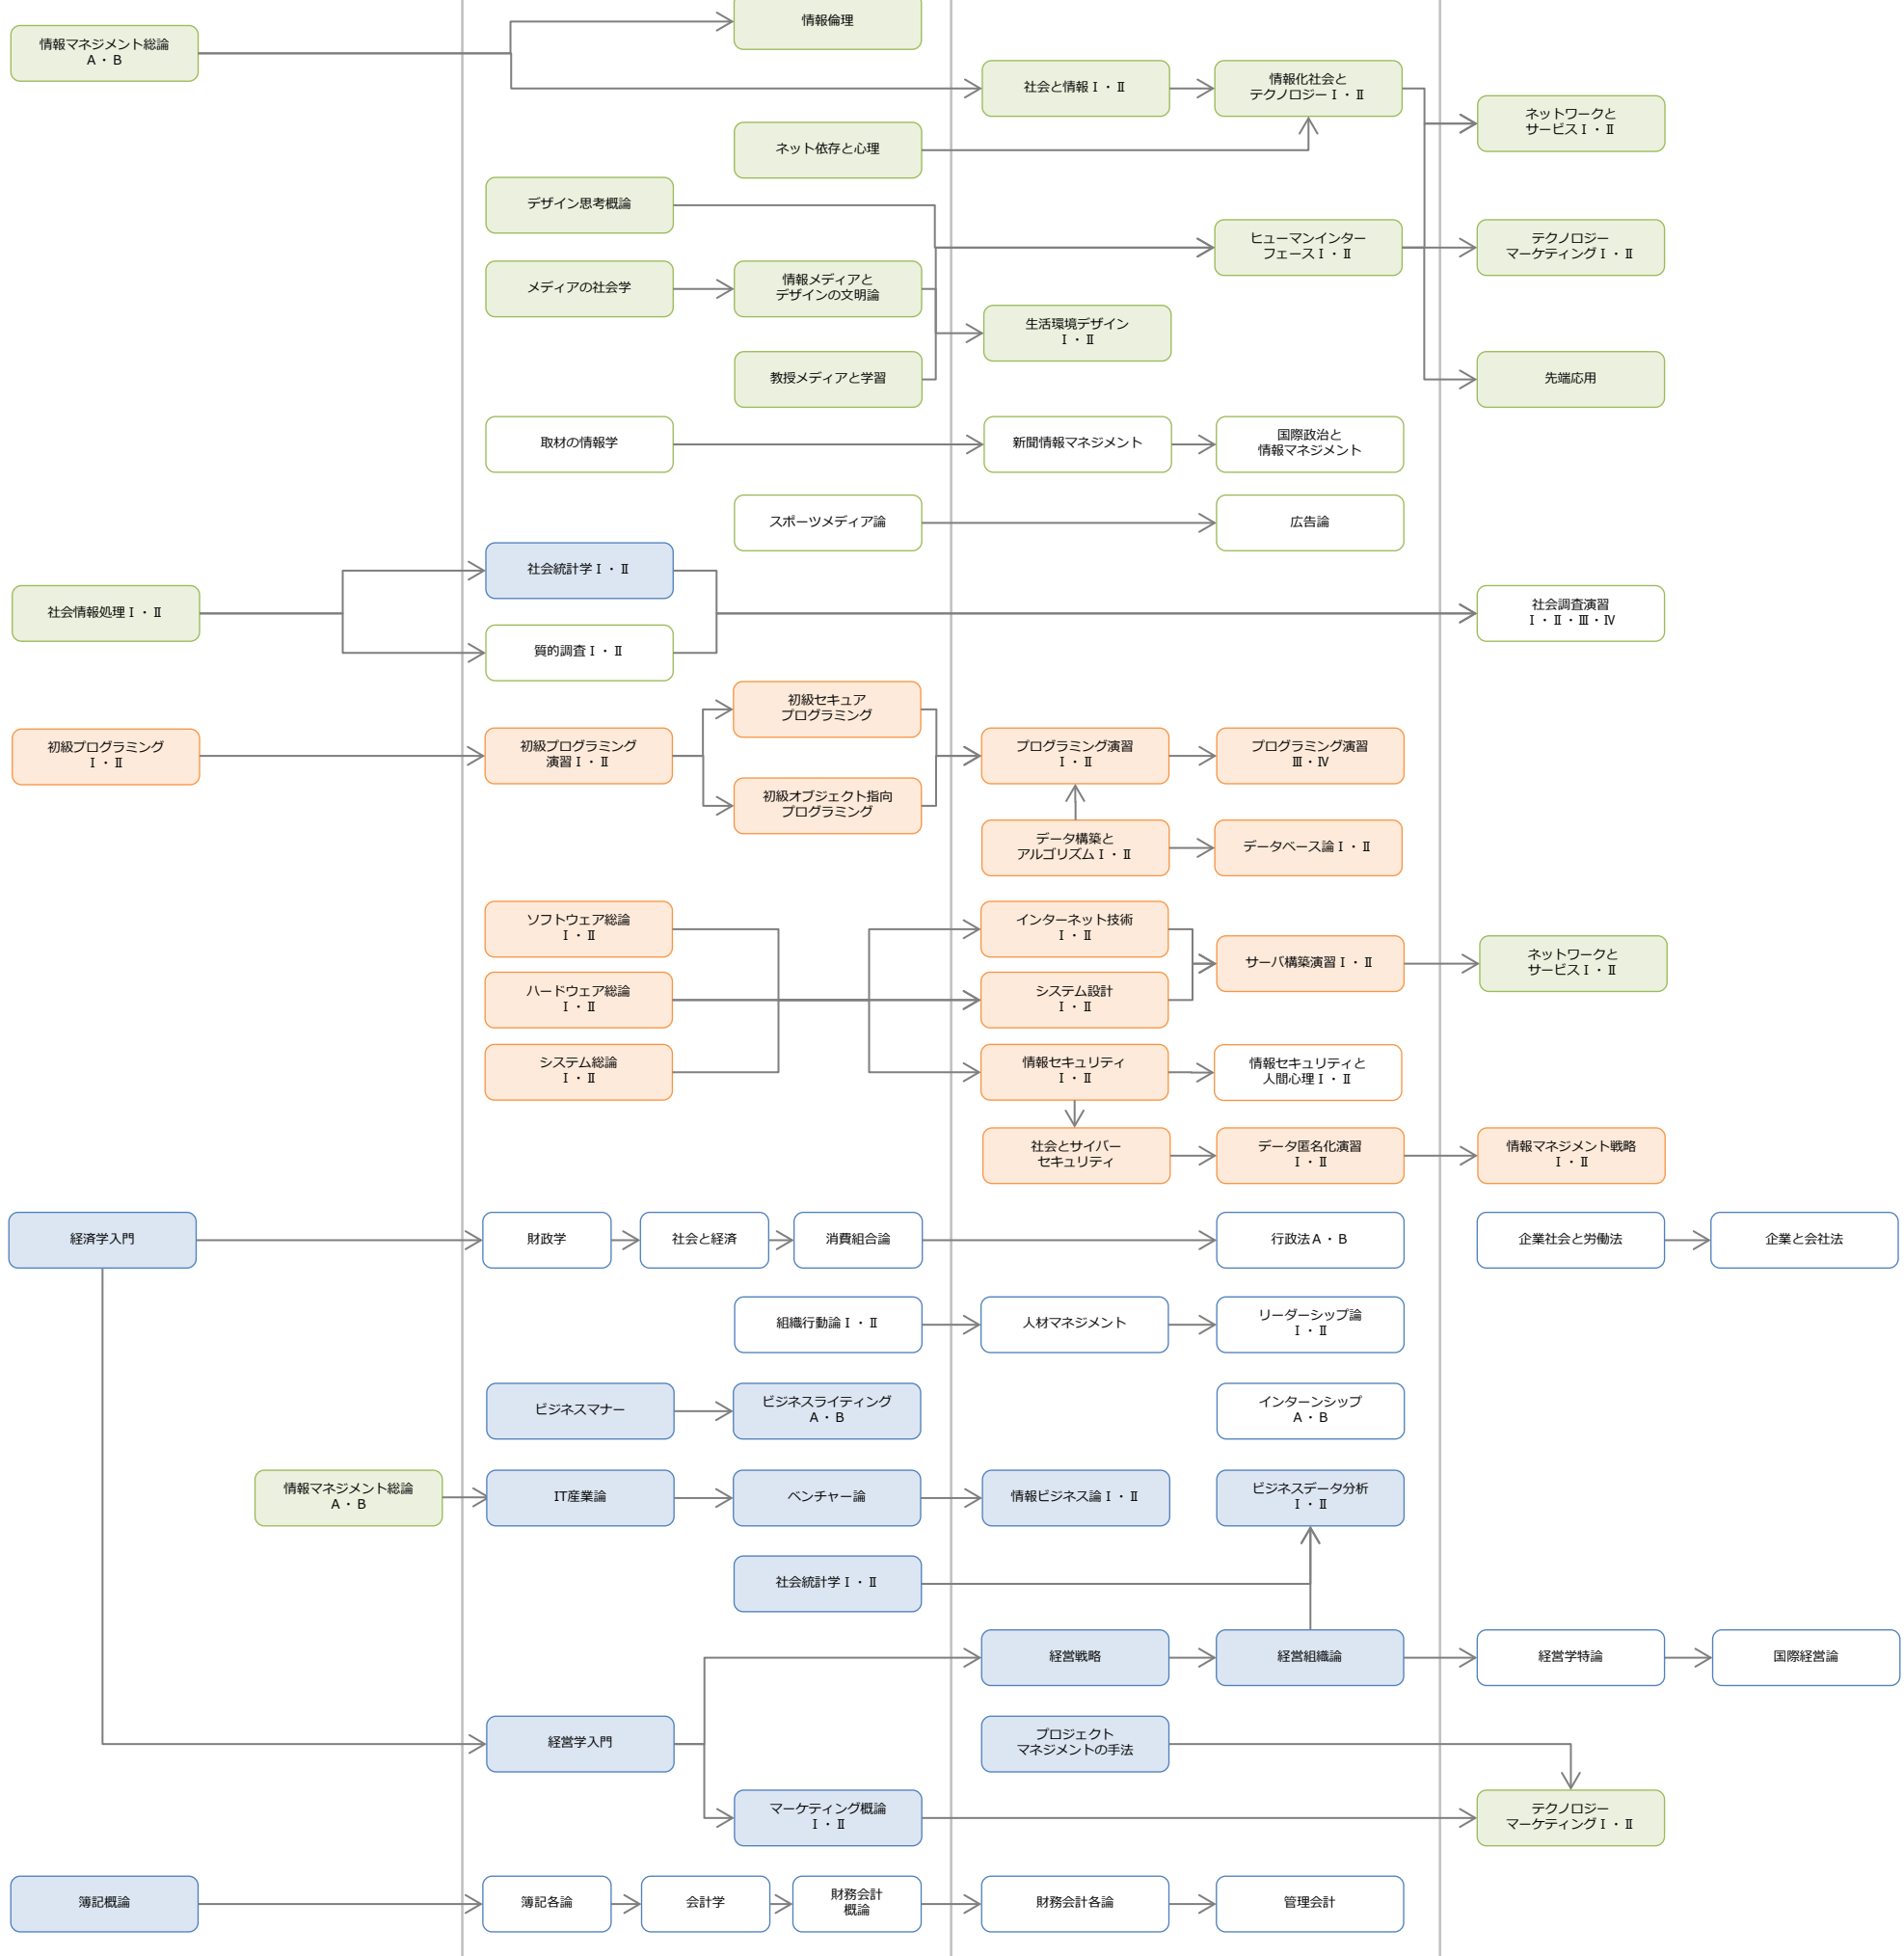 情報倫理
情報マネジメント総論
A・B
社会と情報Ⅰ・Ⅱ
情報化社会と
テクノロジーⅠ・Ⅱ
ネットワークと
サービスⅠ・Ⅱ
ネット依存と心理
デザイン思考概論
ヒューマンインター
フェースⅠ・Ⅱ
テクノロジー
マーケティングⅠ・Ⅱ
メディアの社会学
情報メディアと
デザインの文明論
生活環境デザイン
Ⅰ・Ⅱ
教授メディアと学習
先端応用
取材の情報学
新聞情報マネジメント
国際政治と
情報マネジメント
スポーツメディア論
広告論
社会統計学Ⅰ・Ⅱ
社会情報処理Ⅰ・Ⅱ
社会調査演習
Ⅰ・Ⅱ・Ⅲ・Ⅳ
質的調査Ⅰ・Ⅱ
初級セキュア
プログラミング
初級プログラミング
Ⅰ・Ⅱ
初級プログラミング
演習Ⅰ・Ⅱ
プログラミング演習
Ⅰ・Ⅱ
プログラミング演習
Ⅲ・Ⅳ
初級オブジェクト指向
プログラミング
データ構築と
アルゴリズムⅠ・Ⅱ
データベース論Ⅰ・Ⅱ
ソフトウェア総論
Ⅰ・Ⅱ
インターネット技術
Ⅰ・Ⅱ
サーバ構築演習Ⅰ・Ⅱ
ネットワークと
サービスⅠ・Ⅱ
ハードウェア総論
Ⅰ・Ⅱ
システム設計
Ⅰ・Ⅱ
システム総論
Ⅰ・Ⅱ
情報セキュリティ
Ⅰ・Ⅱ
情報セキュリティと
人間心理Ⅰ・Ⅱ
社会とサイバー
セキュリティ
データ匿名化演習
Ⅰ・Ⅱ
情報マネジメント戦略
Ⅰ・Ⅱ
経済学入門
財政学
社会と経済
消費組合論
行政法A・B
企業社会と労働法
企業と会社法
組織行動論Ⅰ・Ⅱ
人材マネジメント
リーダーシップ論
Ⅰ・Ⅱ
ビジネスマナー
ビジネスライティング
A・B
インターンシップ
A・B
情報マネジメント総論
A・B
IT産業論
ベンチャー論
情報ビジネス論Ⅰ・Ⅱ
ビジネスデータ分析
Ⅰ・Ⅱ
社会統計学Ⅰ・Ⅱ
経営戦略
経営組織論
経営学特論
国際経営論
経営学入門
プロジェクト
マネジメントの手法
マーケティング概論
Ⅰ・Ⅱ
テクノロジー
マーケティングⅠ・Ⅱ
簿記概論
簿記各論
会計学
財務会計
概論
財務会計各論
管理会計